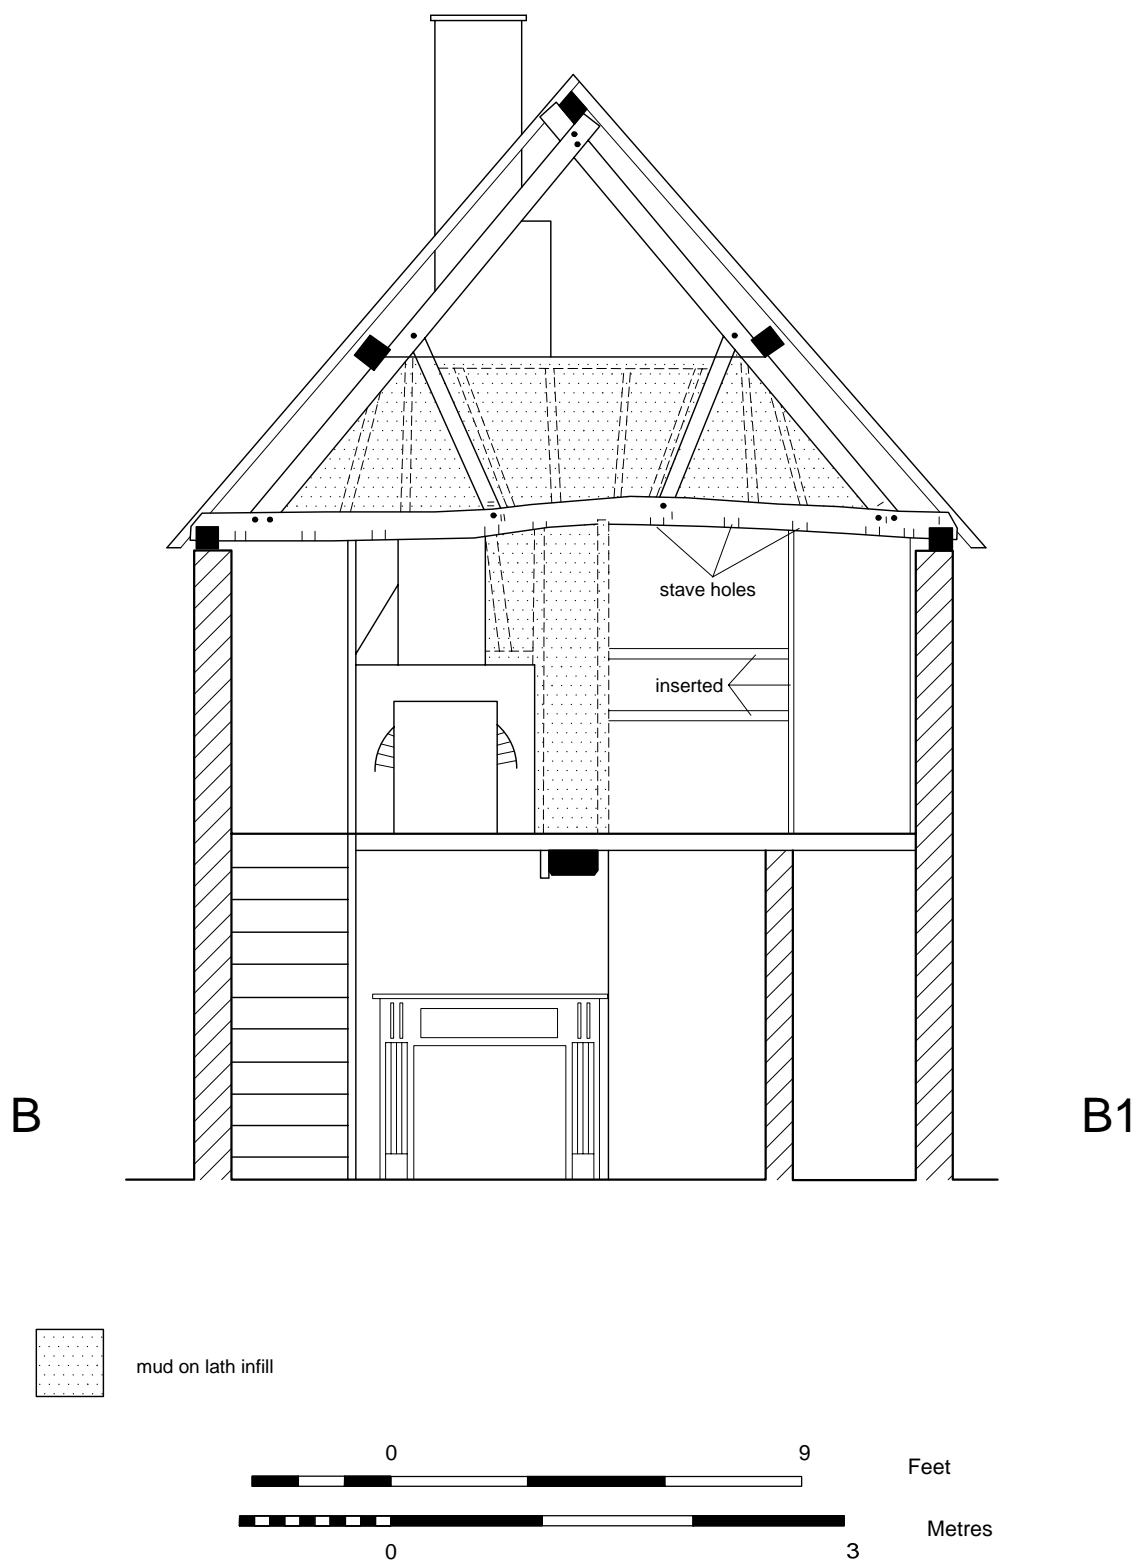 stave holes
inserted
B
B1
mud on lath infill
0 9
Feet
Metres
0 3